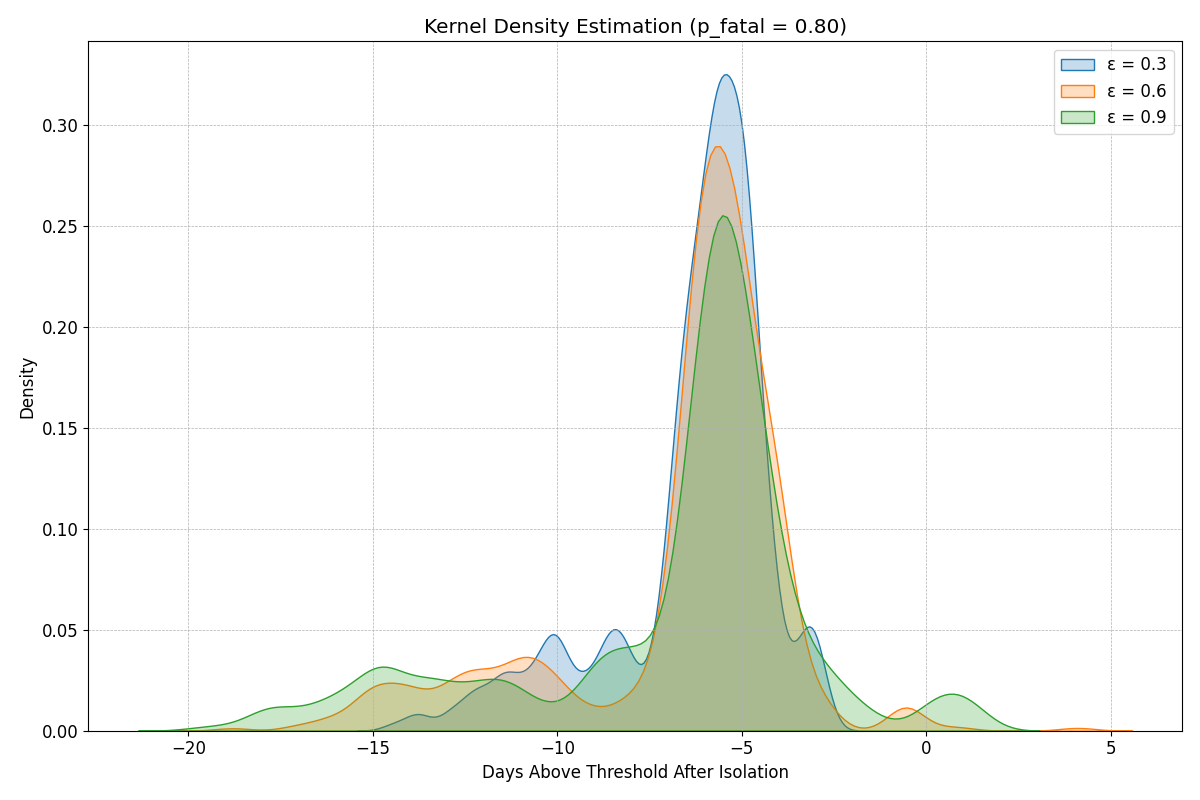 Kernel Density Estimation (p_fatal = 0.80)
ε = 0.3
ε = 0.6
ε = 0.9
Density
0.30
0.25
0.20
0.15
0.10
0.05
0.00
−20 −15 −10 −5 0 5
Days Above Threshold After Isolation